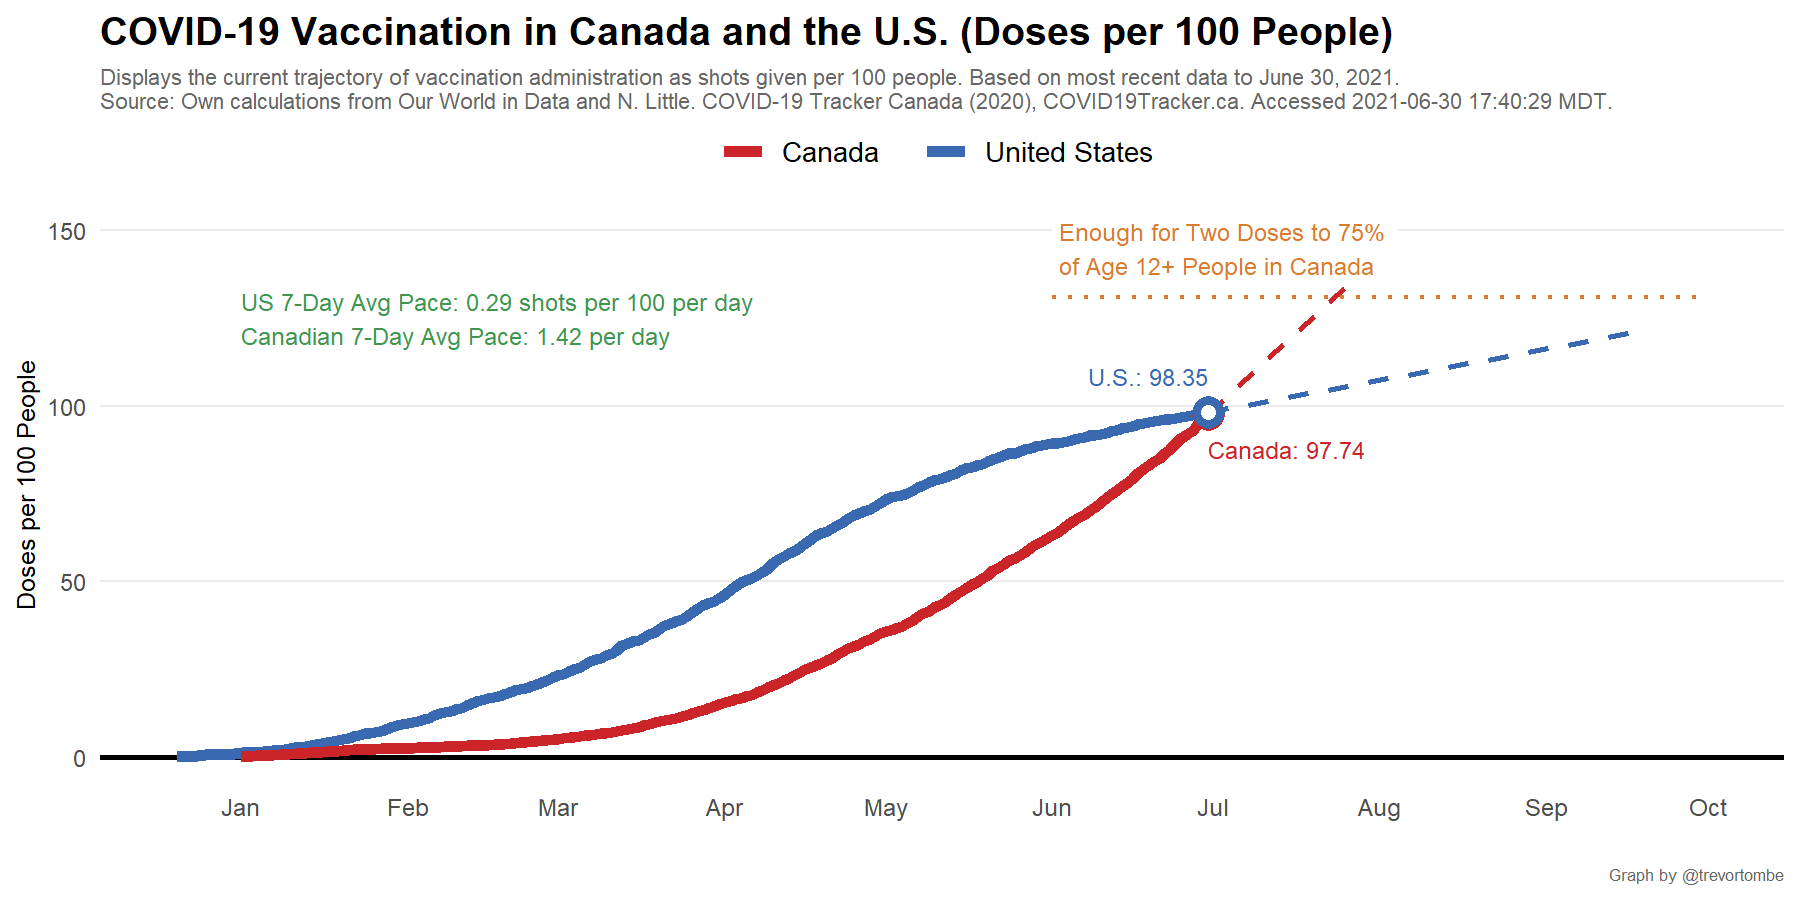 COVID-19 Vaccination in Canada and the U.S. (Doses per 100 People)
Displays the current trajectory of vaccination administration as shots given per 100 people. Based on most recent data to June 30, 2021.
Source: Own calculations from Our World in Data and N. Little. COVID-19 Tracker Canada (2020), COVID19Tracker.ca. Accessed 2021-06-30 17:40:29 MDT.
Canada
United States
Doses per 100 People
150
100
50
0
Enough for Two Doses to 75%
of Age 12+ People in Canada
US 7-Day Avg Pace: 0.29 shots per 100 per day
Canadian 7-Day Avg Pace: 1.42 per day
U.S.: 98.35
Canada: 97.74
Jan
Feb
Mar
Apr
May
Jun
Jul
Aug
Sep
Oct
Graph by @trevortombe